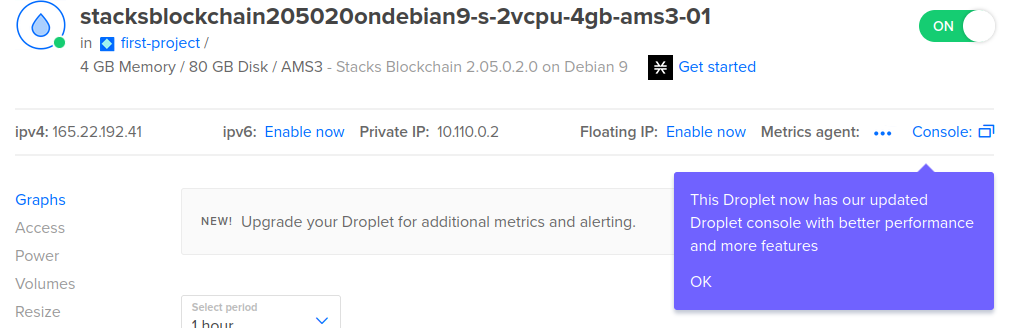 stacksblockchain205020ondebian9-s-2vcpu-4gb-ams3-01
in first-project /
4 GB Memory / 80 GB Disk / AMS3 - Stacks Blockchain 2.05.0.2.0 on Debian 9 Get started
ON
ipv4: 165.22.192.41 ipv6: Enable now Private IP: 10.110.0.2 Floating IP: Enable now Metrics agent: ••• Console:
This Droplet now has our updated
Droplet console with better performance
and more features
OK
Graphs
Access
Power
Volumes
Resize
NEW! Upgrade your Droplet for additional metrics and alerting.
Select period
1 hour